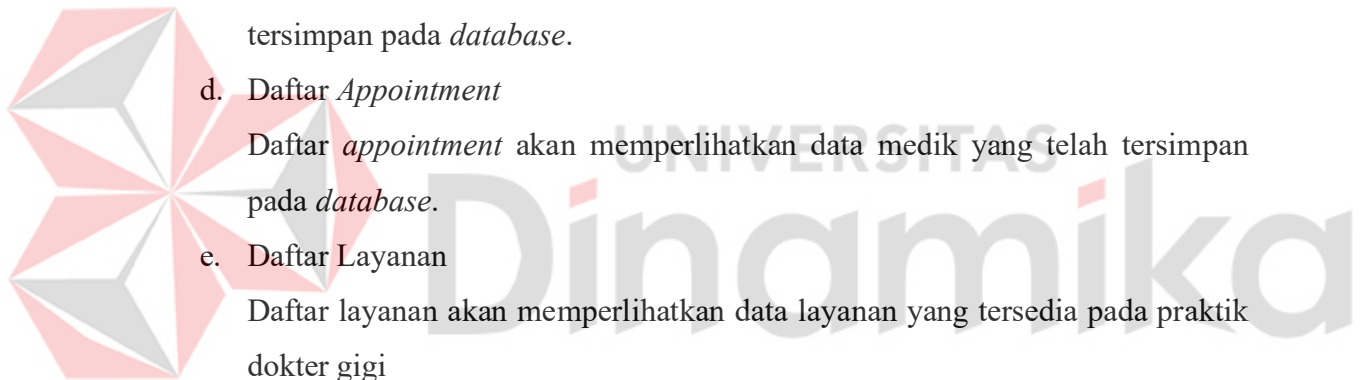 tersimpan pada database.
d. Daftar Appointment
Daftar appointment akan memperlihatkan data medik yang telah tersimpan
pada database.
e. Daftar Layanan
Daftar layanan akan memperlihatkan data layanan yang tersedia pada praktik
dokter gigi
UNIVERSITAS
Dinamika